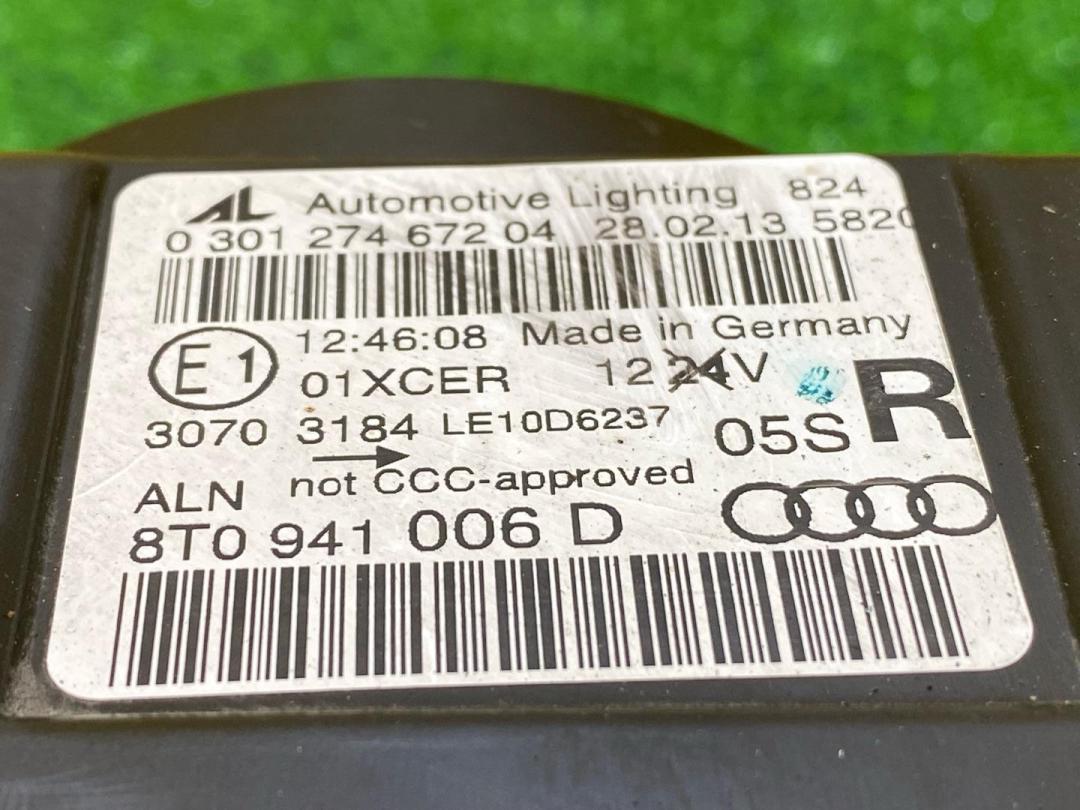 AL Automotive Lighting 824
0 301 274 672 04 28.02.13 5820
E1 12:46:08 Made in Germany
01XCER 12 24V
3070 3184 LE10D6237 05S R
not CCC-approved
ALN
8T0 941 006 D